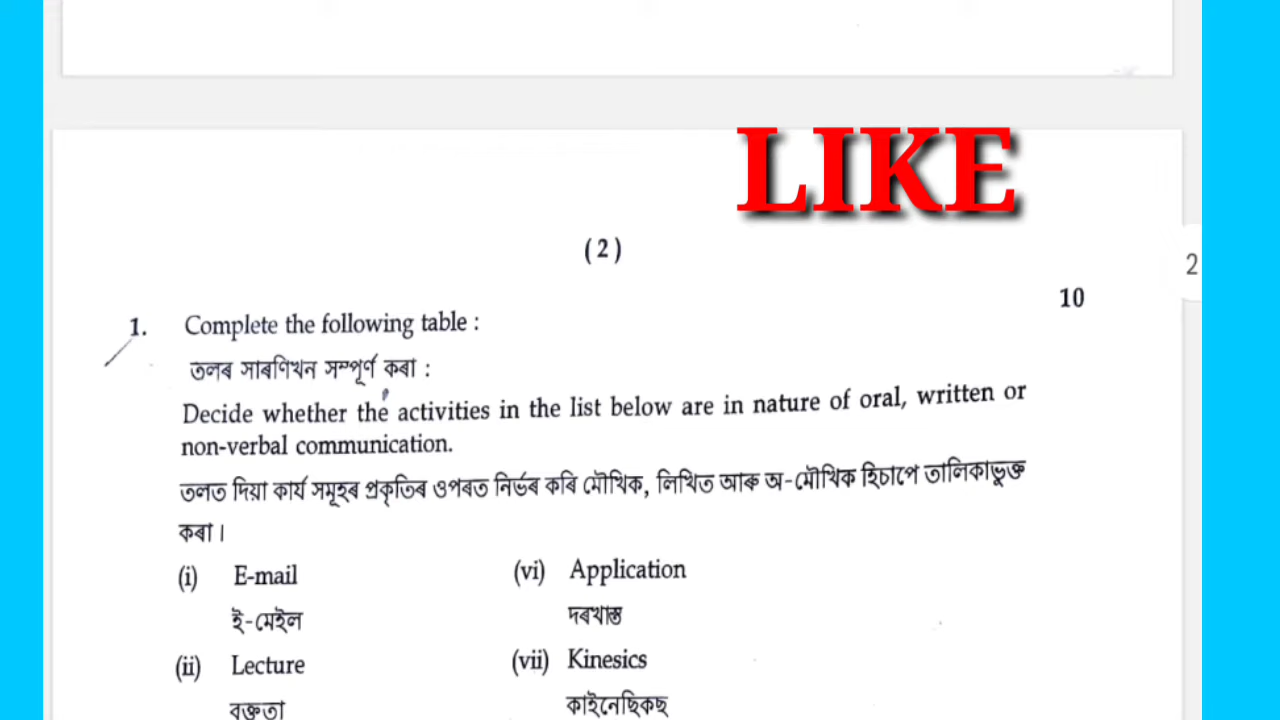 LIKE
( 2 )
2
10
1. Complete the following table :
তলৰ সাৰণিখন সম্পূৰ্ণ কৰা :
Decide whether the activities in the list below are in nature of oral, written or
non-verbal communication.
তলত দিয়া কাৰ্য সমূহৰ প্ৰকৃতিৰ ওপৰত নিৰ্ভৰ কৰি মৌখিক, লিখিত আৰু অ-মৌখিক হিচাপে তালিকাভুক্ত
কৰা ।
(i) E-mail (vi) Application
ই-মেইল দৰখাস্ত
(ii) Lecture (vii) Kinesics
বক্তৃতা কাইনেছিকছ